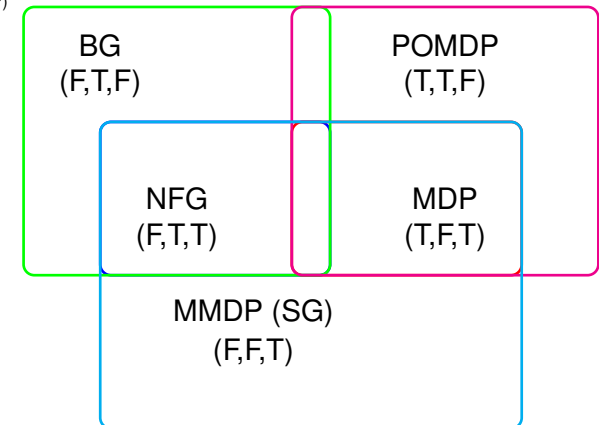 BG
(F,T,F)
POMDP
(T,T,F)
NFG
(F,T,T)
MDP
(T,F,T)
MMDP (SG)
(F,F,T)